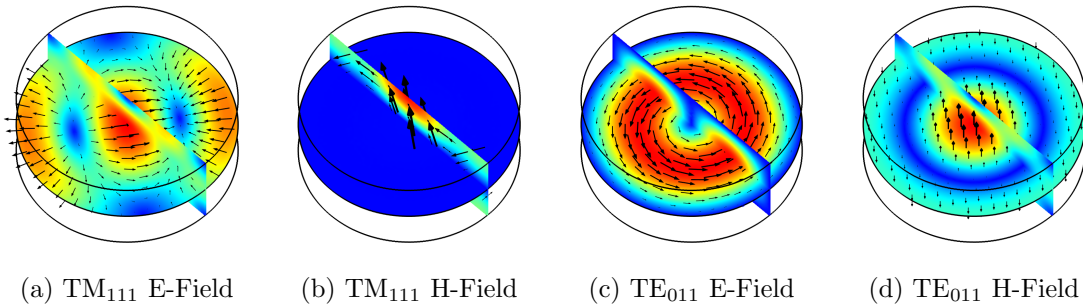 (a) TM₁₁₁ E-Field (b) TM₁₁₁ H-Field (c) TE₀₁₁ E-Field (d) TE₀₁₁ H-Field